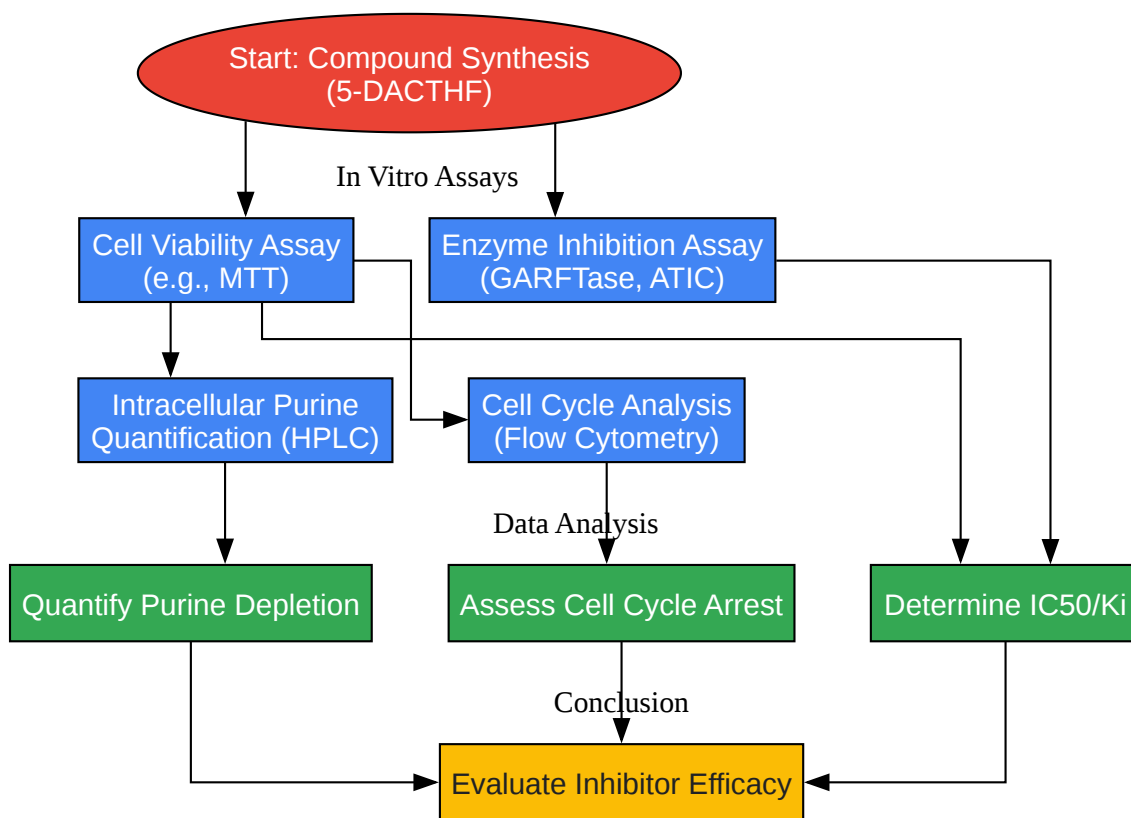 Start: Compound Synthesis
(5-DACTHF)
In Vitro Assays
Cell Viability Assay
(e.g., MTT)
Enzyme Inhibition Assay
(GARFTase, ATIC)
Intracellular Purine
Quantification (HPLC)
Cell Cycle Analysis
(Flow Cytometry)
Data Analysis
Quantify Purine Depletion
Assess Cell Cycle Arrest
Determine IC50/Ki
Conclusion
Evaluate Inhibitor Efficacy